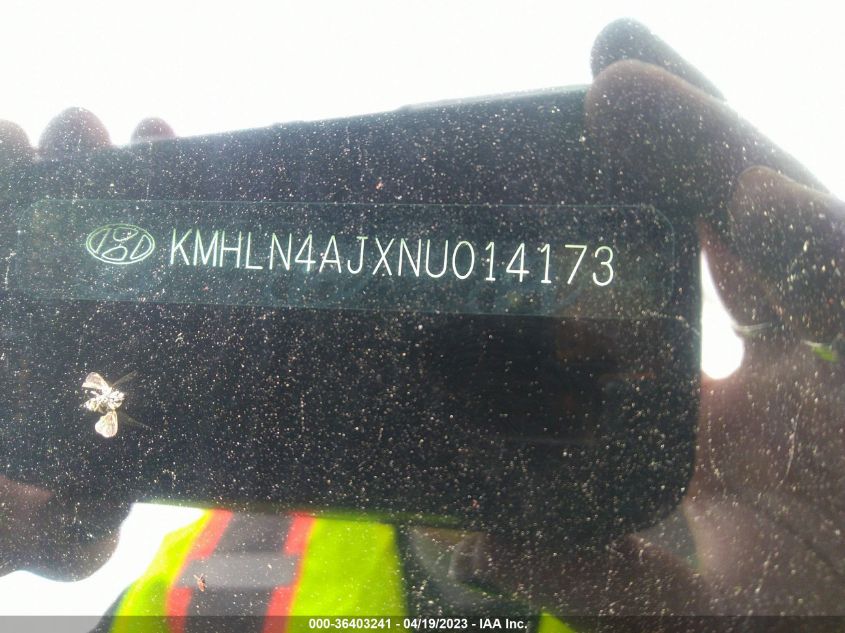 KMHLN4AJXNU014173
000-36403241 - 04/19/2023 - IAA Inc.